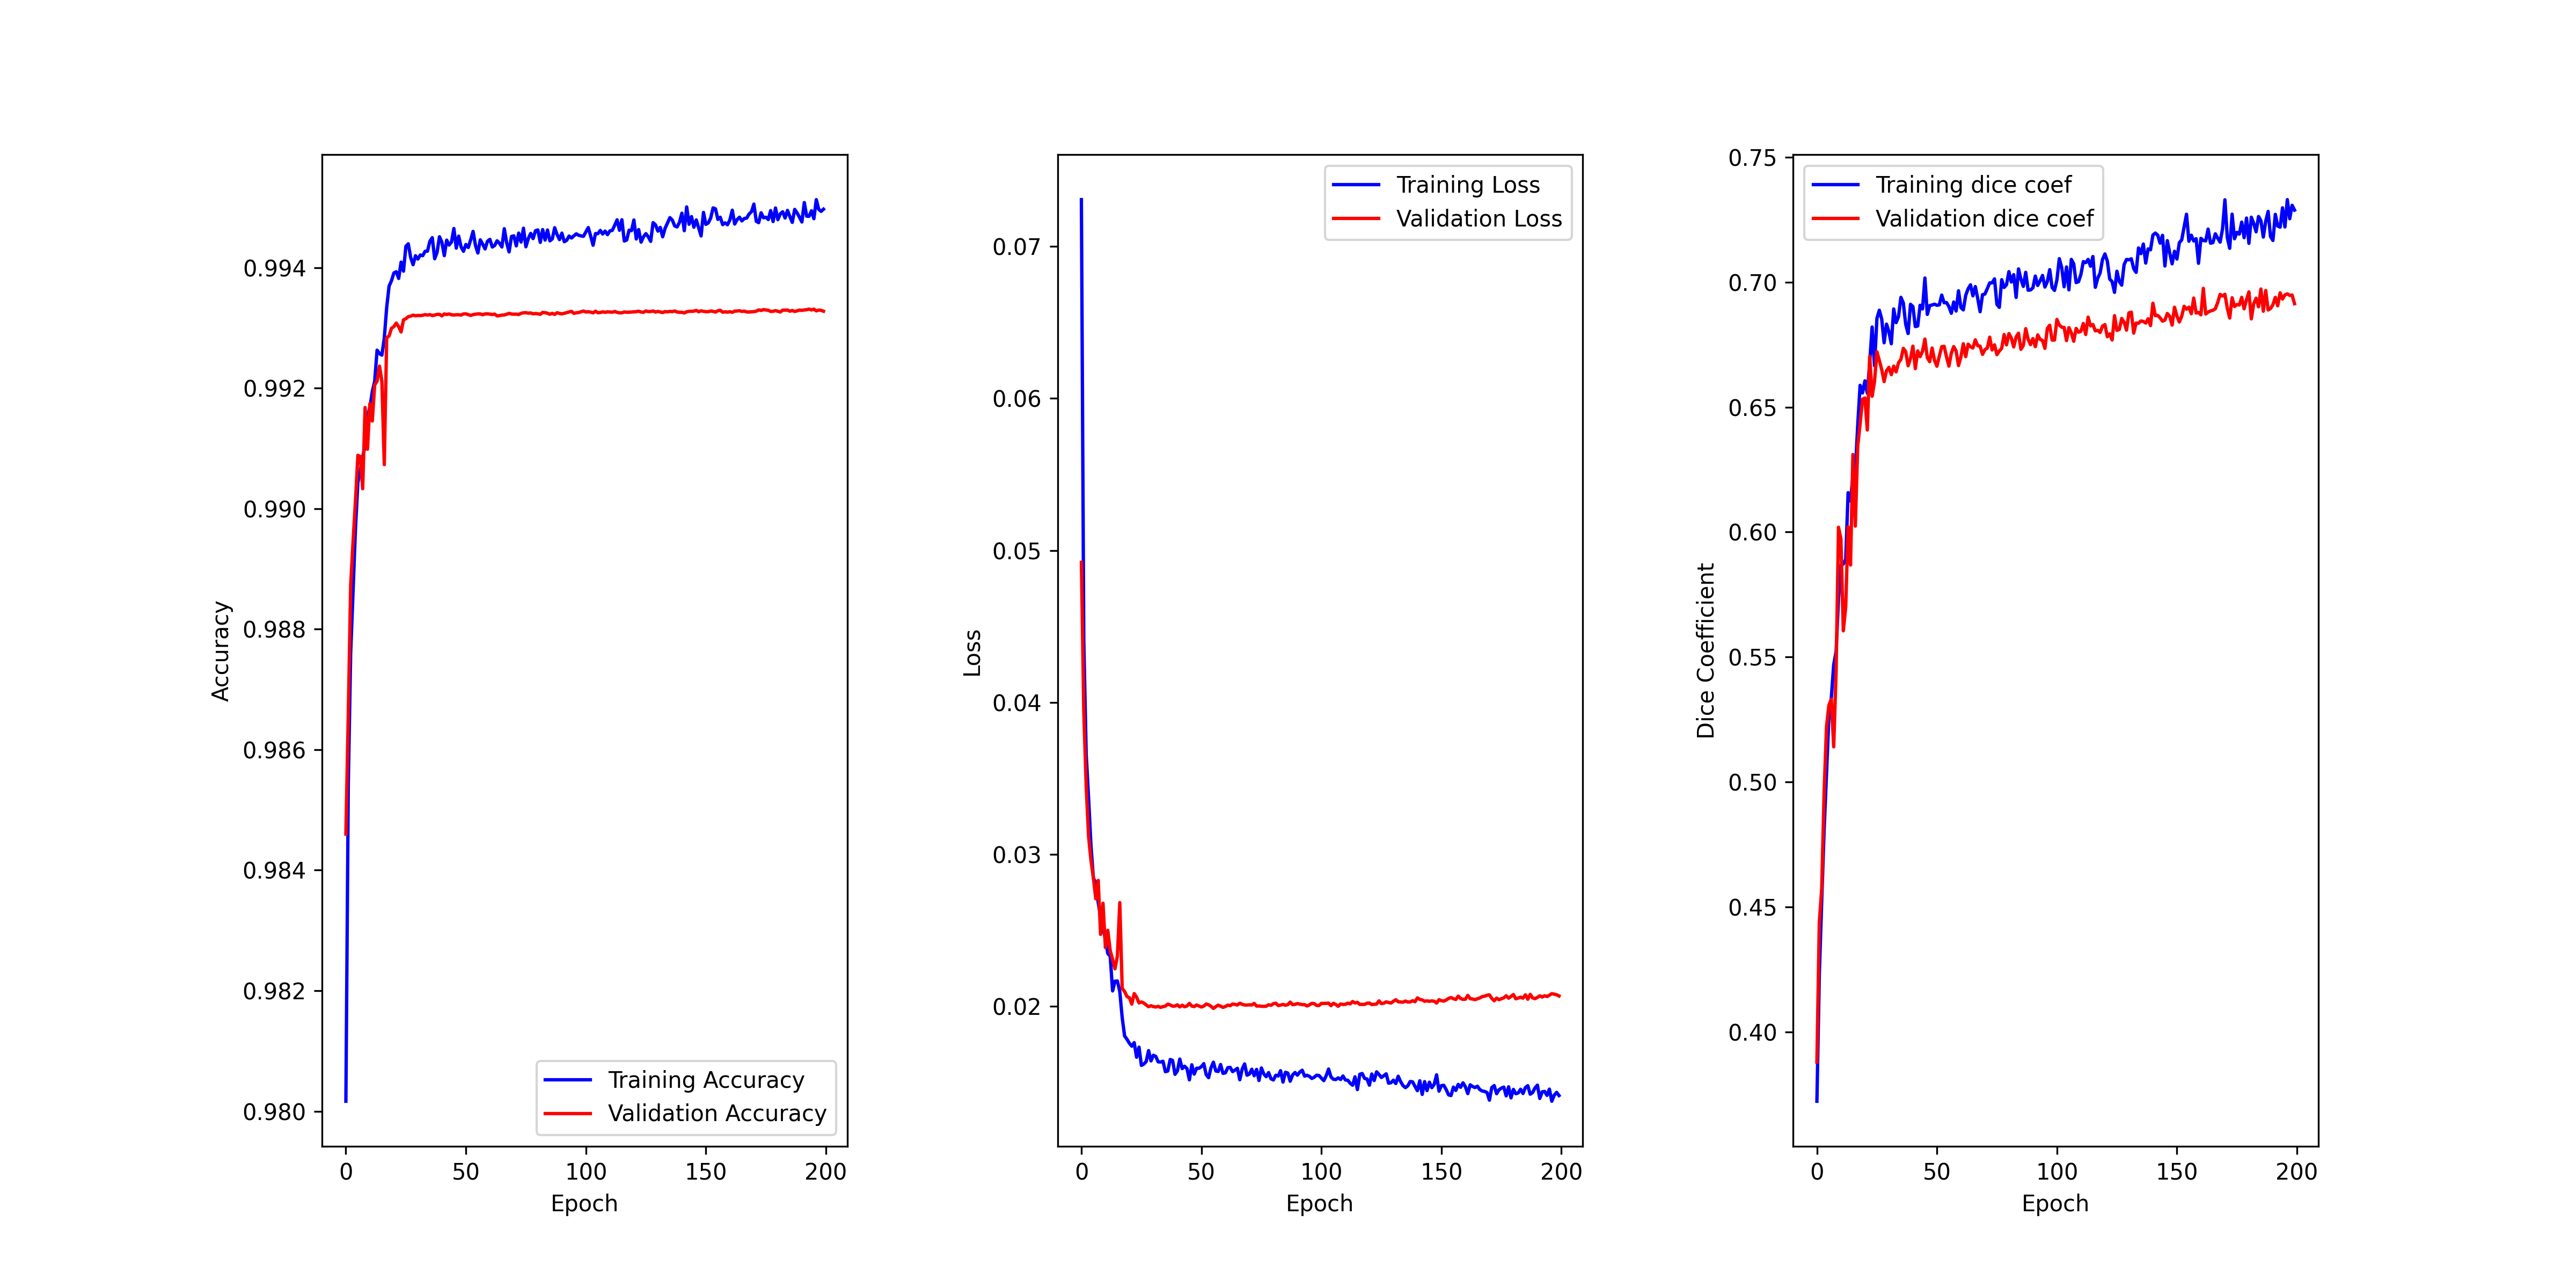 Accuracy
0.994
0.992
0.990
0.988
0.986
0.984
0.982
0.980
Training Accuracy
Validation Accuracy
0 50 100 150 200
Epoch
Loss
0.07
0.06
0.05
0.04
0.03
0.02
Training Loss
Validation Loss
0 50 100 150 200
Epoch
Dice Coefficient
0.75
0.70
0.65
0.60
0.55
0.50
0.45
0.40
Training dice coef
Validation dice coef
0 50 100 150 200
Epoch